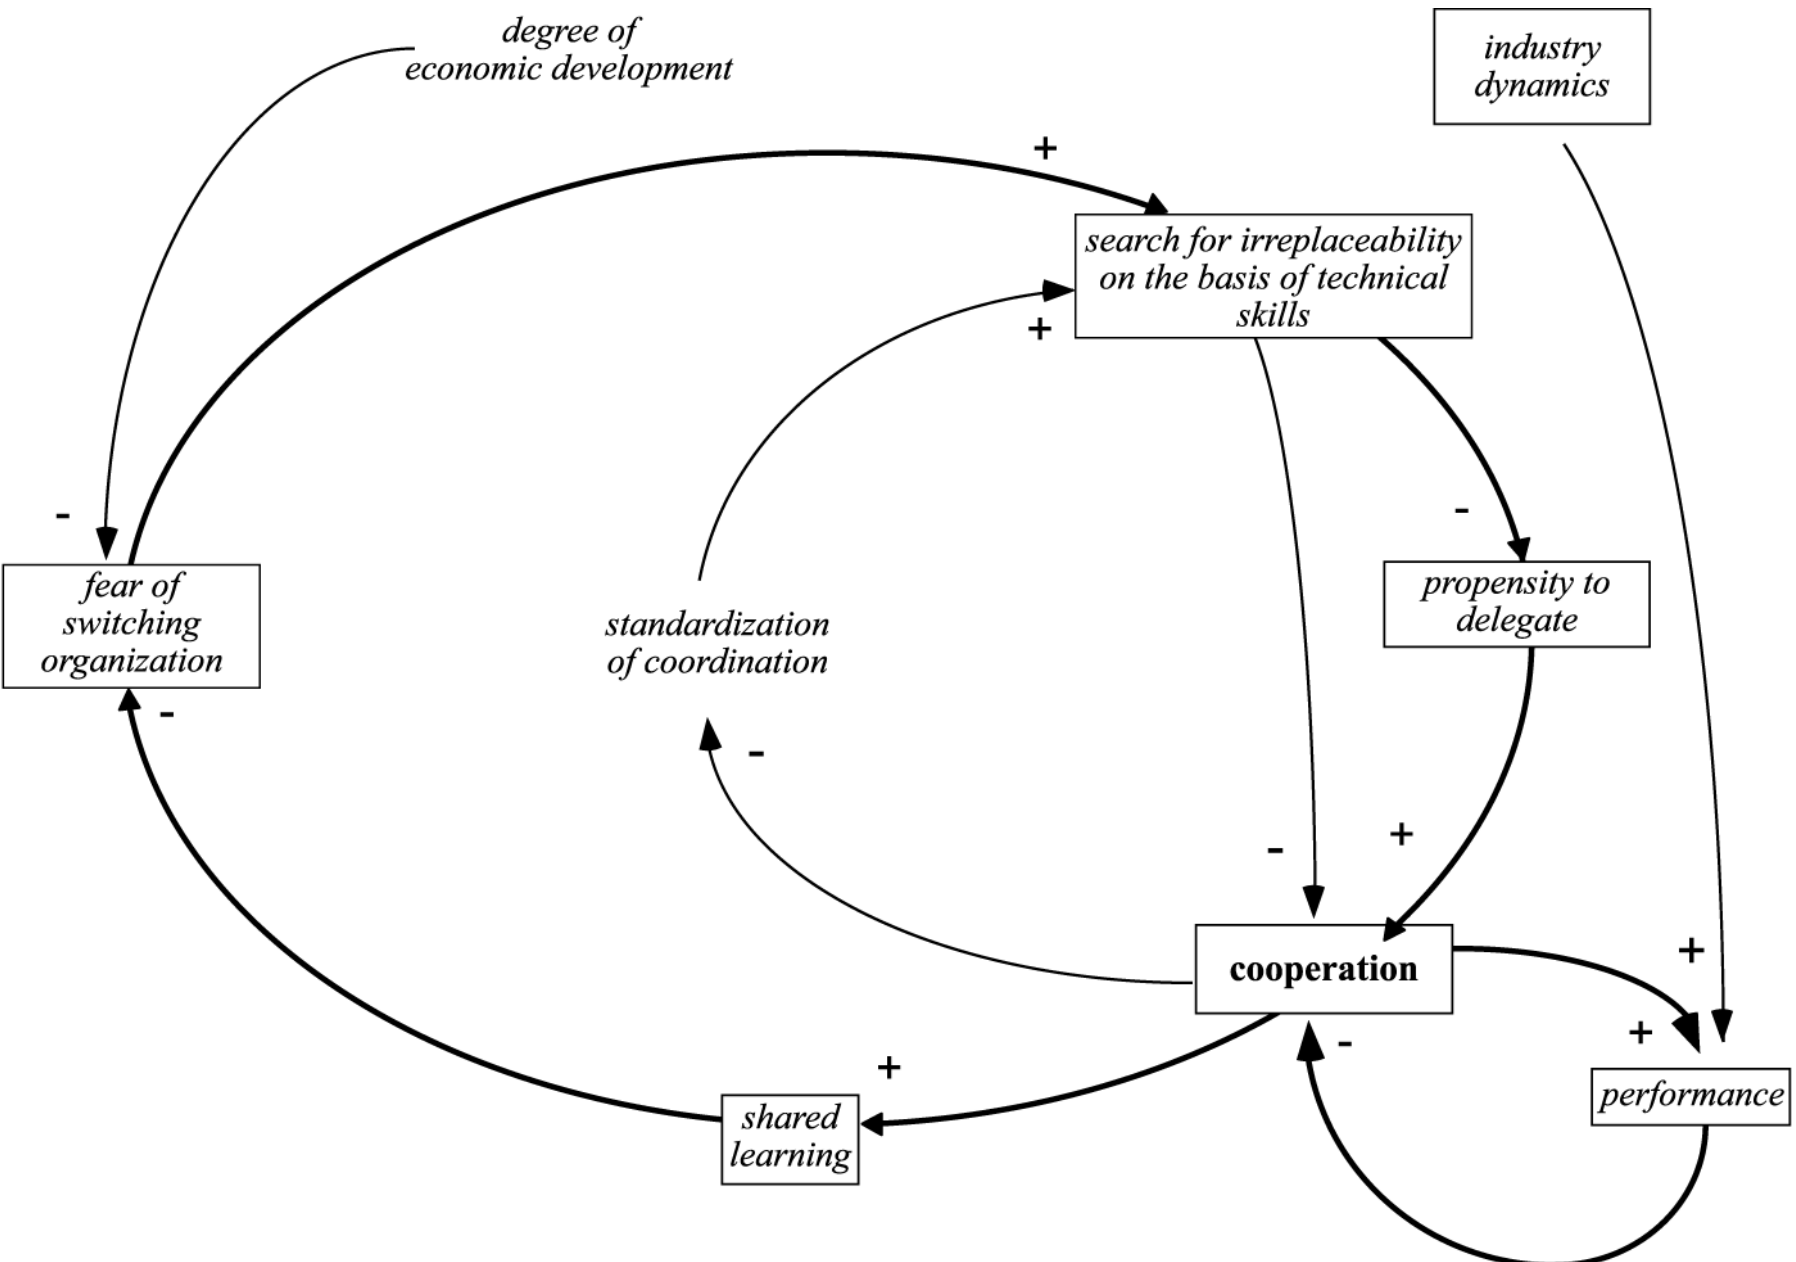 degree of
economic development
industry
dynamics
+
search for irreplaceability
on the basis of technical
skills
+
-
-
fear of
switching
organization
-
propensity to
delegate
standardization
of coordination
-
+
-
cooperation
+
+
-
+
shared
learning
performance